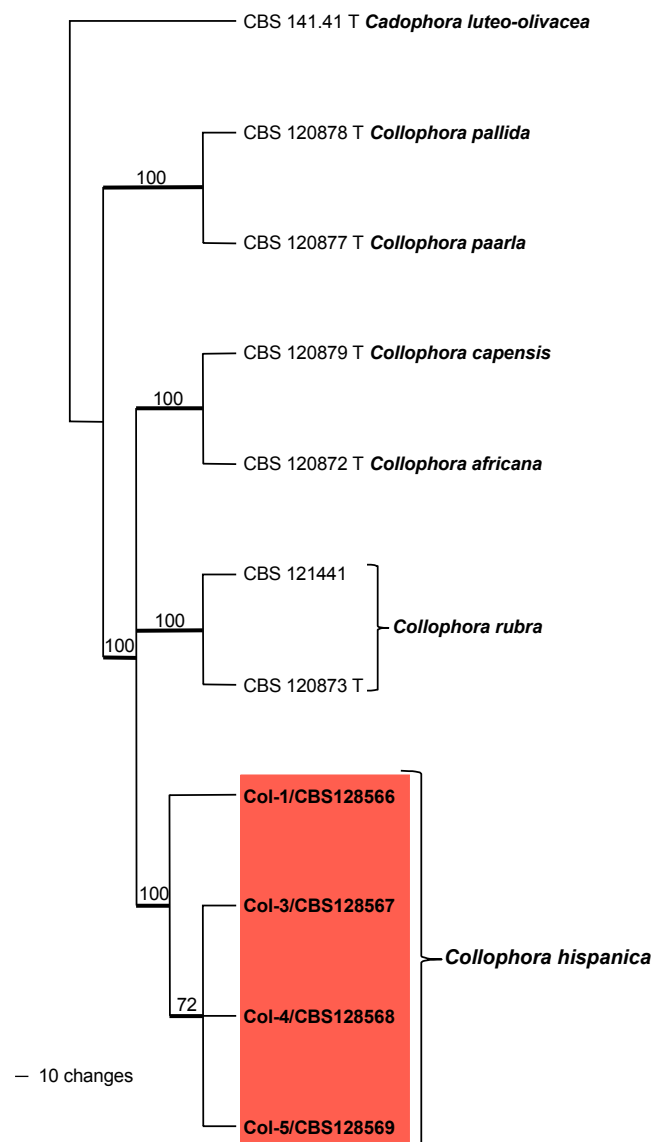 CBS 141.41 T Cadophora luteo-olivacea
CBS 120878 T Collophora pallida
100
CBS 120877 T Collophora paarla
CBS 120879 T Collophora capensis
100
CBS 120872 T Collophora africana
CBS 121441
100
Collophora rubra
100
CBS 120873 T
Col-1/CBS128566
100
Col-3/CBS128567
Collophora hispanica
72
Col-4/CBS128568
10 changes
Col-5/CBS128569